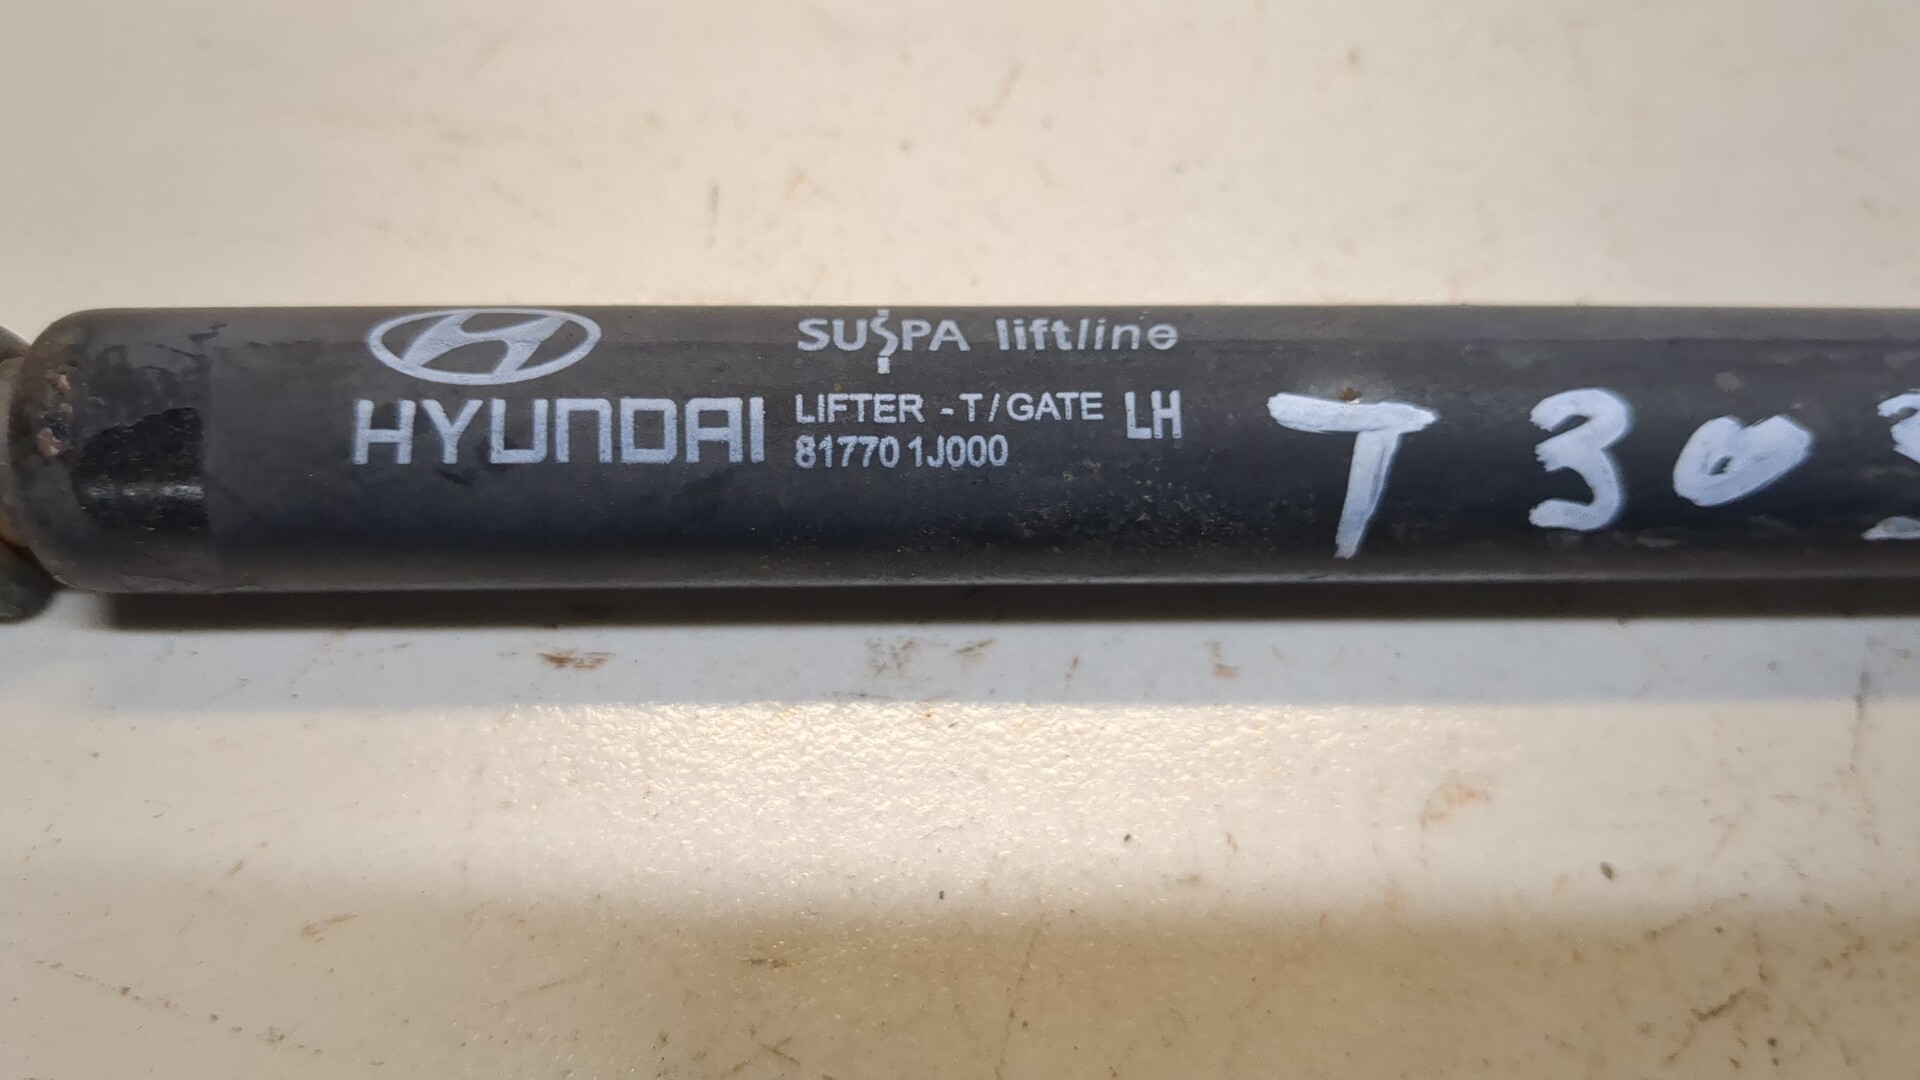 SUSPA liftline
HYUNDAI
LIFTER -T/GATE LH
81770 1J000
T 30